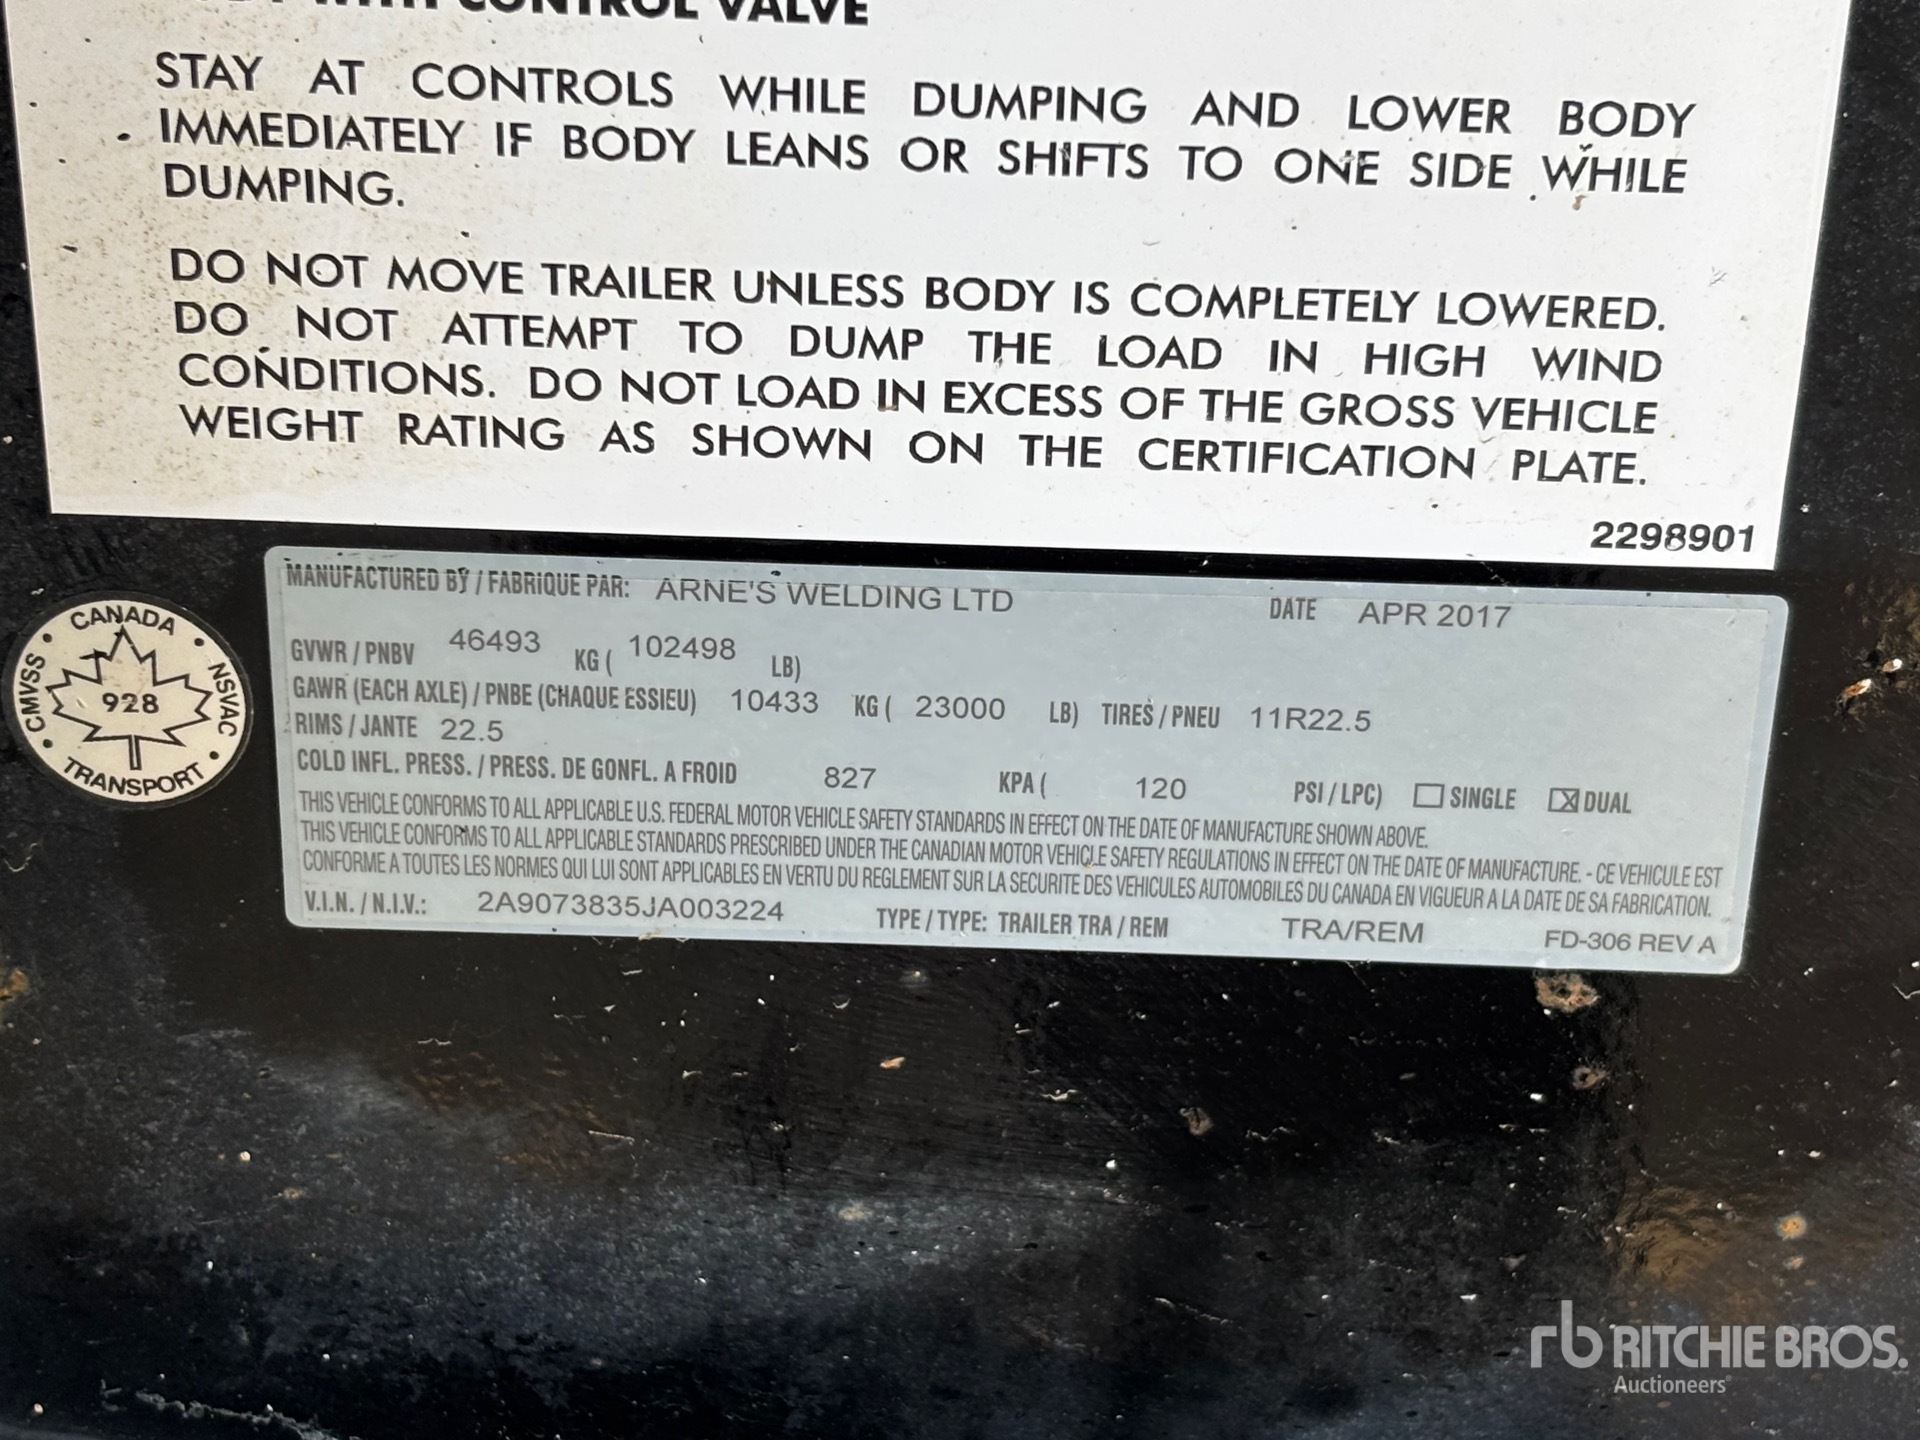 WITH CONTROL VALVE
STAY AT CONTROLS WHILE DUMPING AND LOWER BODY
IMMEDIATELY IF BODY LEANS OR SHIFTS TO ONE SIDE WHILE
DUMPING.
DO NOT MOVE TRAILER UNLESS BODY IS COMPLETELY LOWERED.
DO NOT ATTEMPT TO DUMP THE LOAD IN HIGH WIND
CONDITIONS. DO NOT LOAD IN EXCESS OF THE GROSS VEHICLE
WEIGHT RATING AS SHOWN ON THE CERTIFICATION PLATE.
2298901
CANADA
CMVSS
NSVAC
928
TRANSPORT
MANUFACTURED BY / FABRIQUE PAR: ARNE'S WELDING LTD DATE APR 2017
GVWR / PNBV 46493 KG ( 102498 LB)
GAWR (EACH AXLE) / PNBE (CHAQUE ESSIEU) 10433 KG ( 23000 LB) TIRES / PNEU 11R22.5
RIMS / JANTE 22.5
COLD INFL. PRESS. / PRESS. DE GONFL. A FROID 827 KPA ( 120 PSI / LPC) ☐ SINGLE ☒ DUAL
THIS VEHICLE CONFORMS TO ALL APPLICABLE U.S. FEDERAL MOTOR VEHICLE SAFETY STANDARDS IN EFFECT ON THE DATE OF MANUFACTURE SHOWN ABOVE.
THIS VEHICLE CONFORMS TO ALL APPLICABLE STANDARDS PRESCRIBED UNDER THE CANADIAN MOTOR VEHICLE SAFETY REGULATIONS IN EFFECT ON THE DATE OF MANUFACTURE. - CE VEHICULE EST
CONFORME A TOUTES LES NORMES QUI LUI SONT APPLICABLES EN VERTU DU REGLEMENT SUR LA SECURITE DES VEHICULES AUTOMOBILES DU CANADA EN VIGUEUR A LA DATE DE SA FABRICATION.
V.I.N. / N.I.V.: 2A9073835JA003224 TYPE / TYPE: TRAILER TRA / REM TRA/REM FD-306 REV A
rb RITCHIE BROS.
Auctioneers